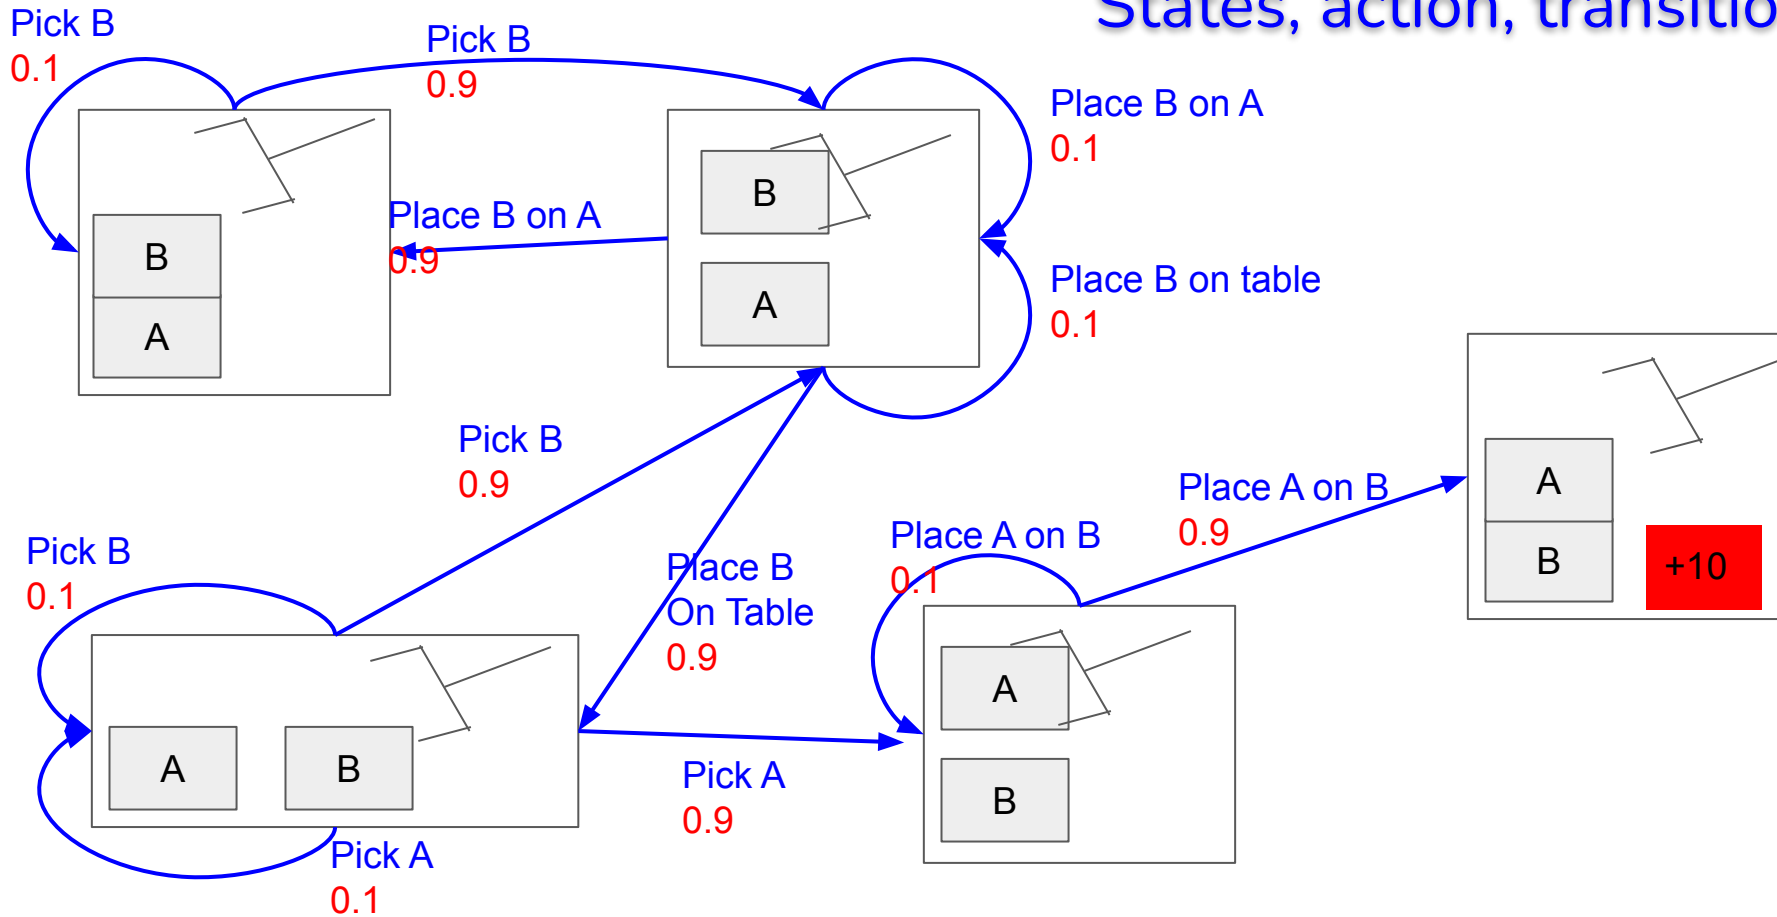 States, action, transitio
Pick B
0.1
Pick B
0.9
Place B on A
0.1
B
A
Place B on A
0.9
B
A
Place B on table
0.1
Pick B
0.9
Place A on B
0.9
A
B
+10
Pick B
0.1
Place B
On Table
0.9
Place A on B
0.1
A
B
A
B
Pick A
0.9
Pick A
0.1